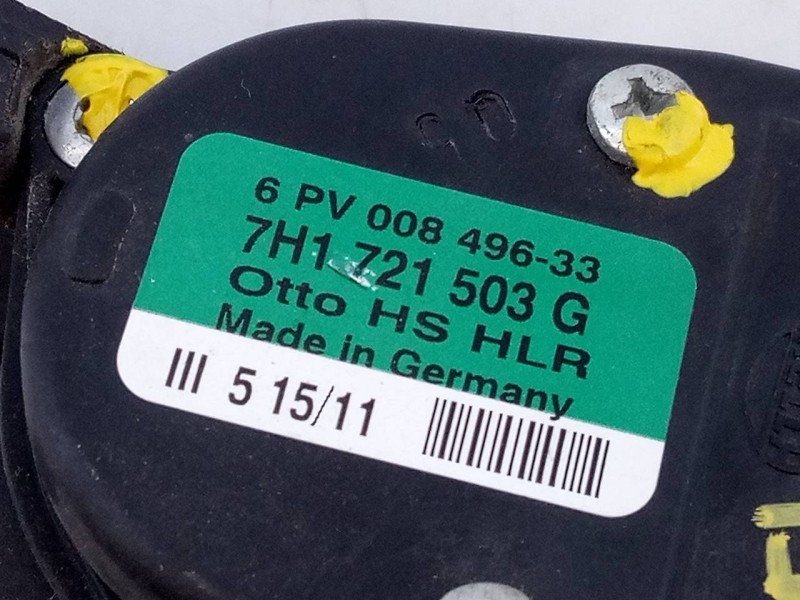 6 PV 008 496-33
7H1 721 503 G
Otto HS HLR
Made in Germany
III 5 15/11